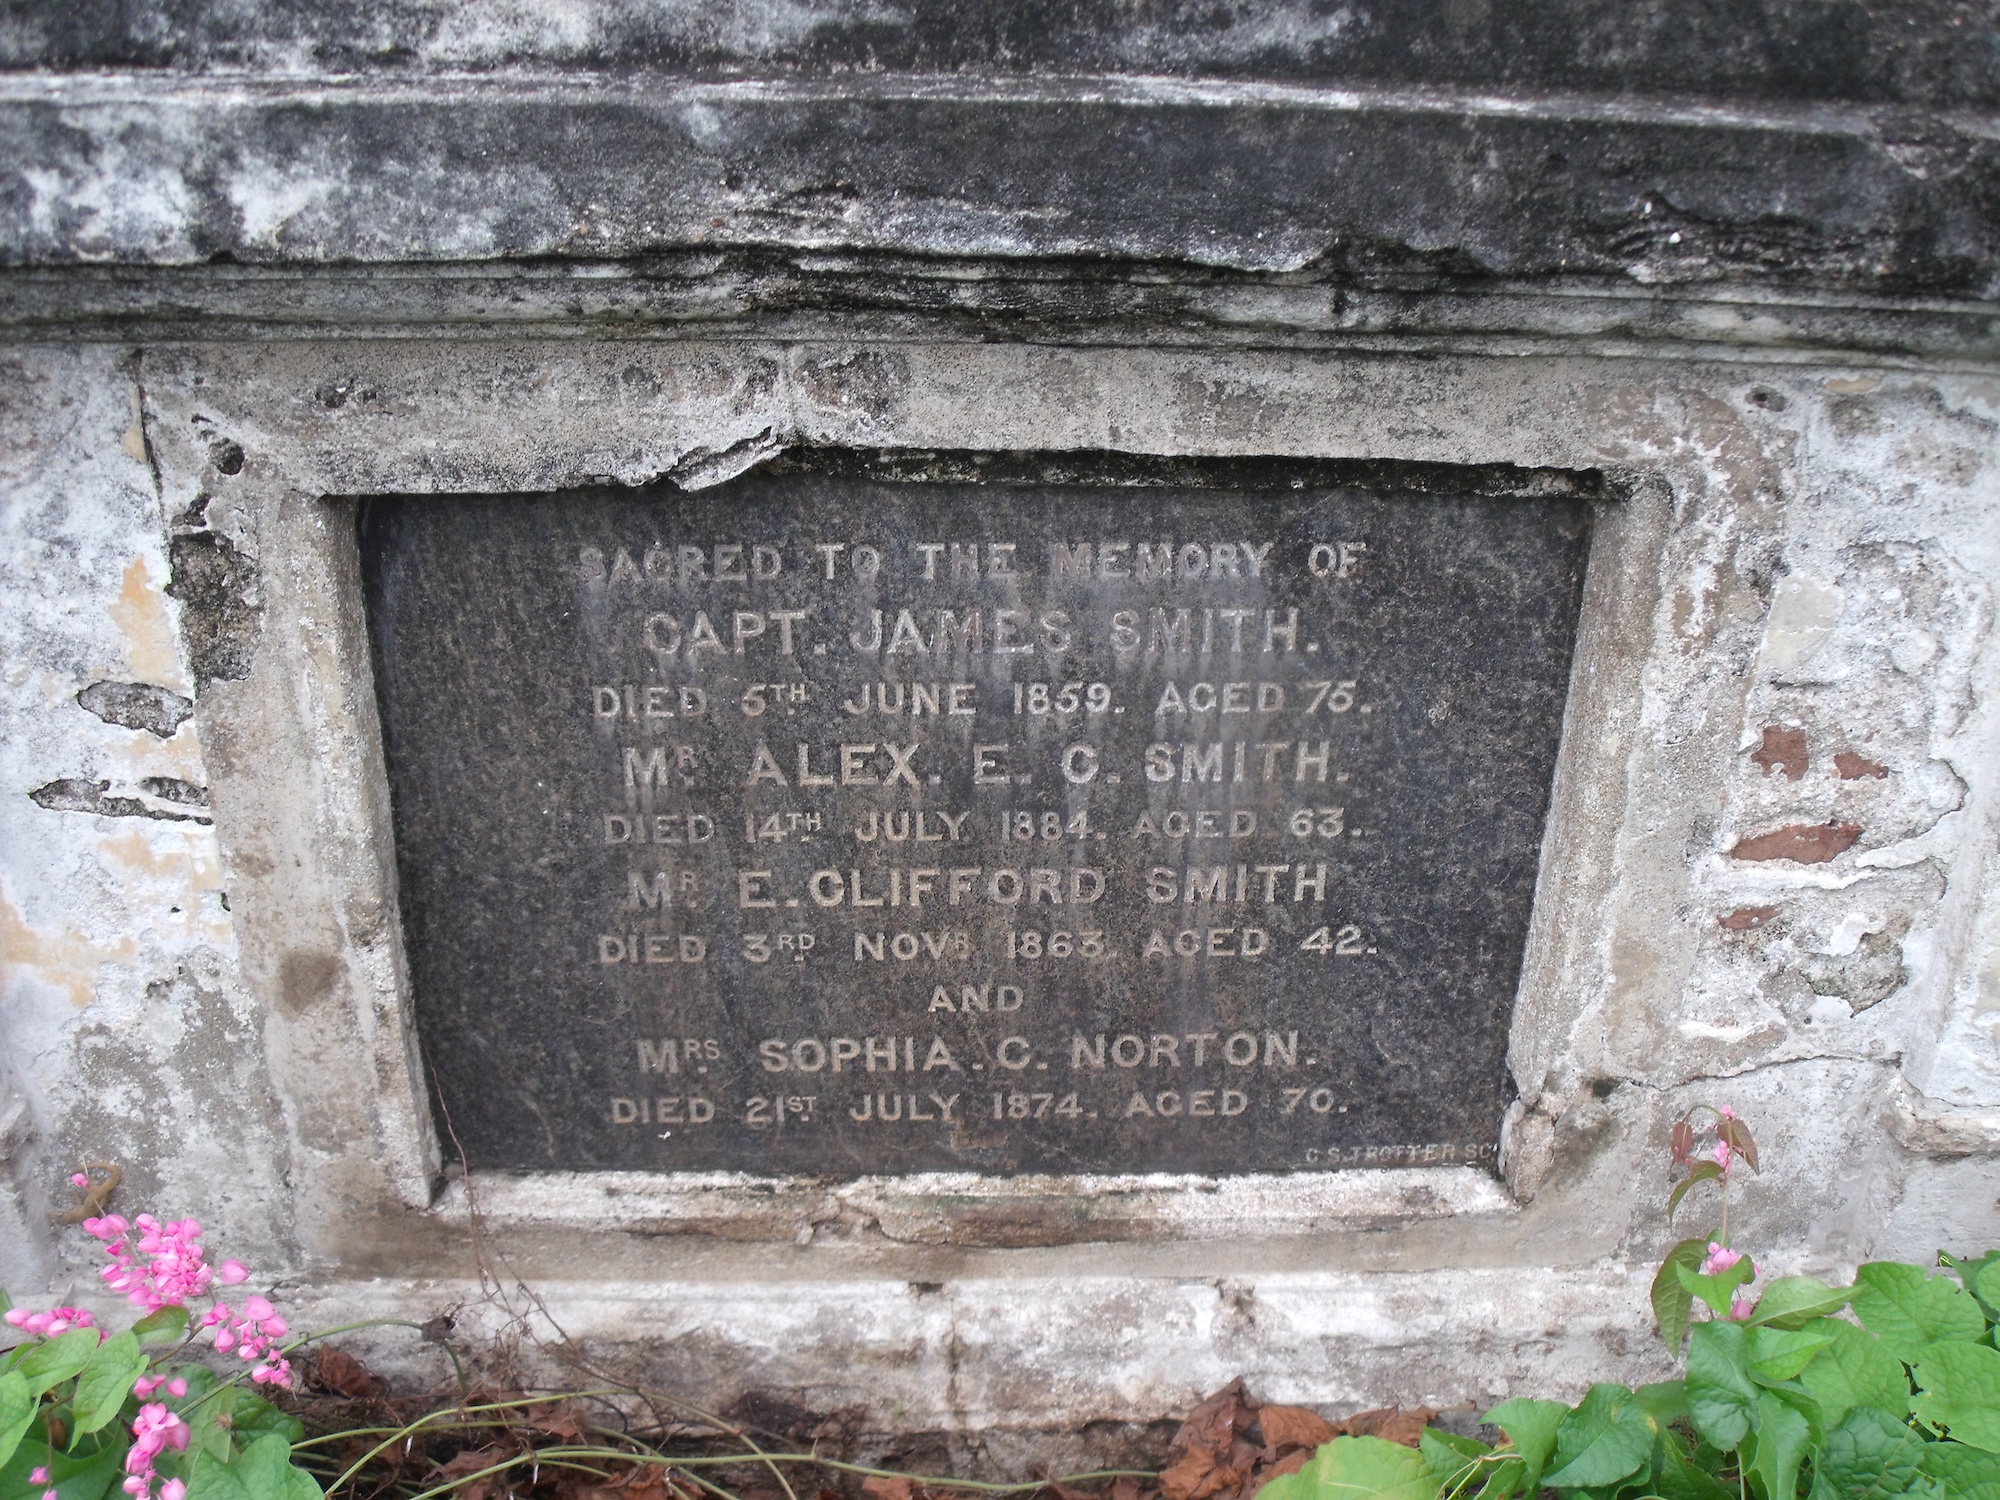 SACRED TO THE MEMORY OF
CAPT. JAMES SMITH.
DIED 5TH JUNE 1859. AGED 75.
MR. ALEX. E. C. SMITH.
DIED 14TH JULY 1884. AGED 63.
MR. E. CLIFFORD SMITH
DIED 3RD NOVR 1863. AGED 42.
AND
MRS. SOPHIA. C. NORTON.
DIED 21ST JULY 1874. AGED 70.
C.S. TROTTER SC